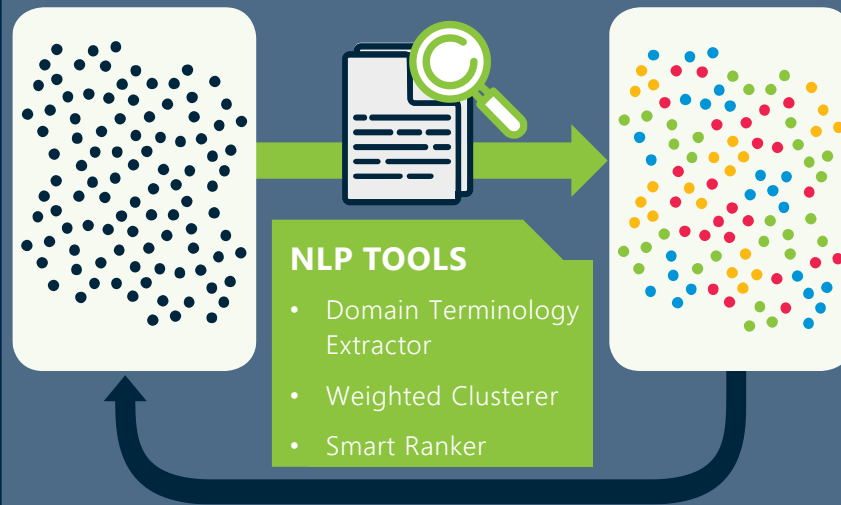 NLP TOOLS
• Domain Terminology
Extractor
• Weighted Clusterer
• Smart Ranker